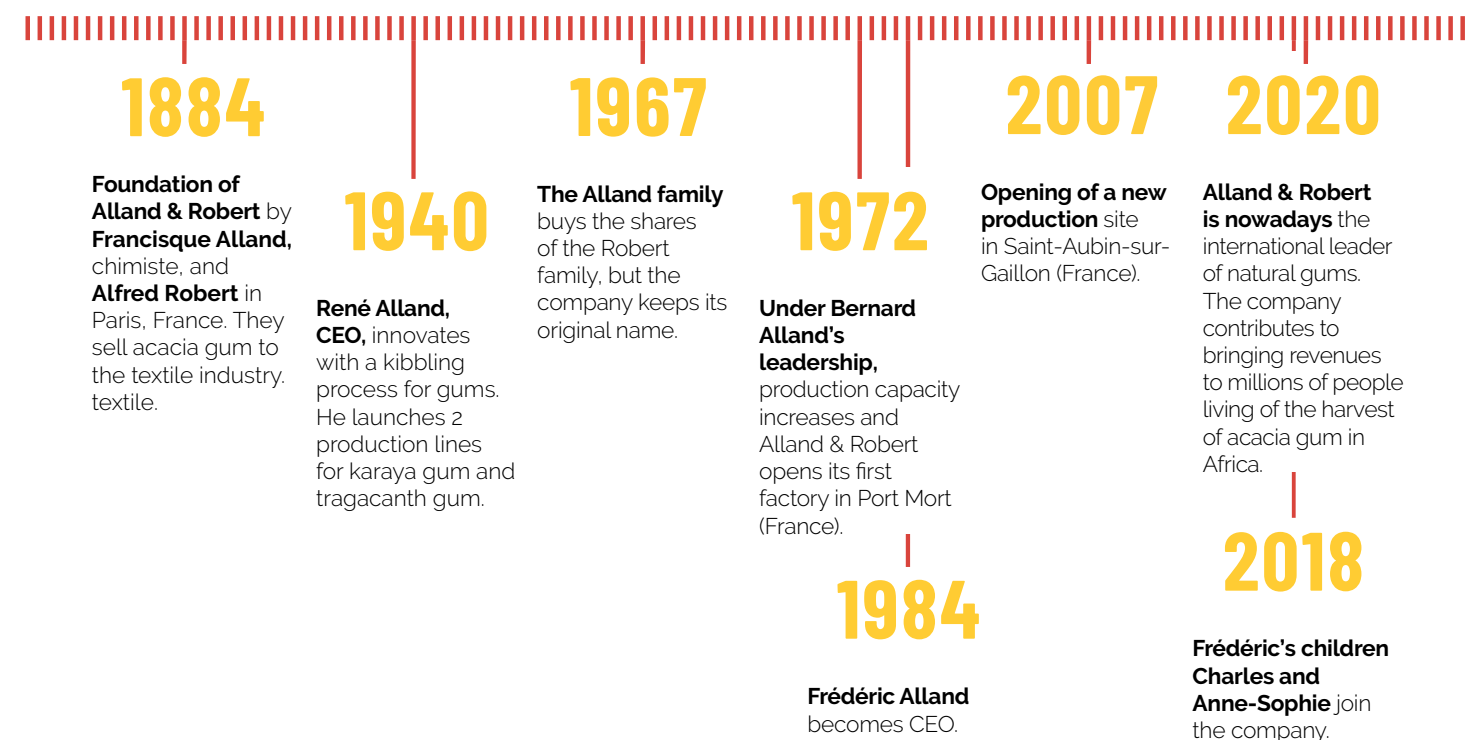 1884
Foundation of
Alland & Robert by
Francisque Alland,
chimiste, and
Alfred Robert in
Paris, France. They
sell acacia gum to
the textile industry.
textile.
1940
René Alland,
CEO, innovates
with a kibbling
process for gums.
He launches 2
production lines
for karaya gum and
tragacanth gum.
1967
The Alland family
buys the shares
of the Robert
family, but the
company keeps its
original name.
1972
Under Bernard
Alland’s
leadership,
production capacity
increases and
Alland & Robert
opens its first
factory in Port Mort
(France).
1984
Frédéric Alland
becomes CEO.
2007
Opening of a new
production site
in Saint-Aubin-sur-
Gaillon (France).
2020
Alland & Robert
is nowadays the
international leader
of natural gums.
The company
contributes to
bringing revenues
to millions of people
living of the harvest
of acacia gum in
Africa.
2018
Frédéric’s children
Charles and
Anne-Sophie join
the company.